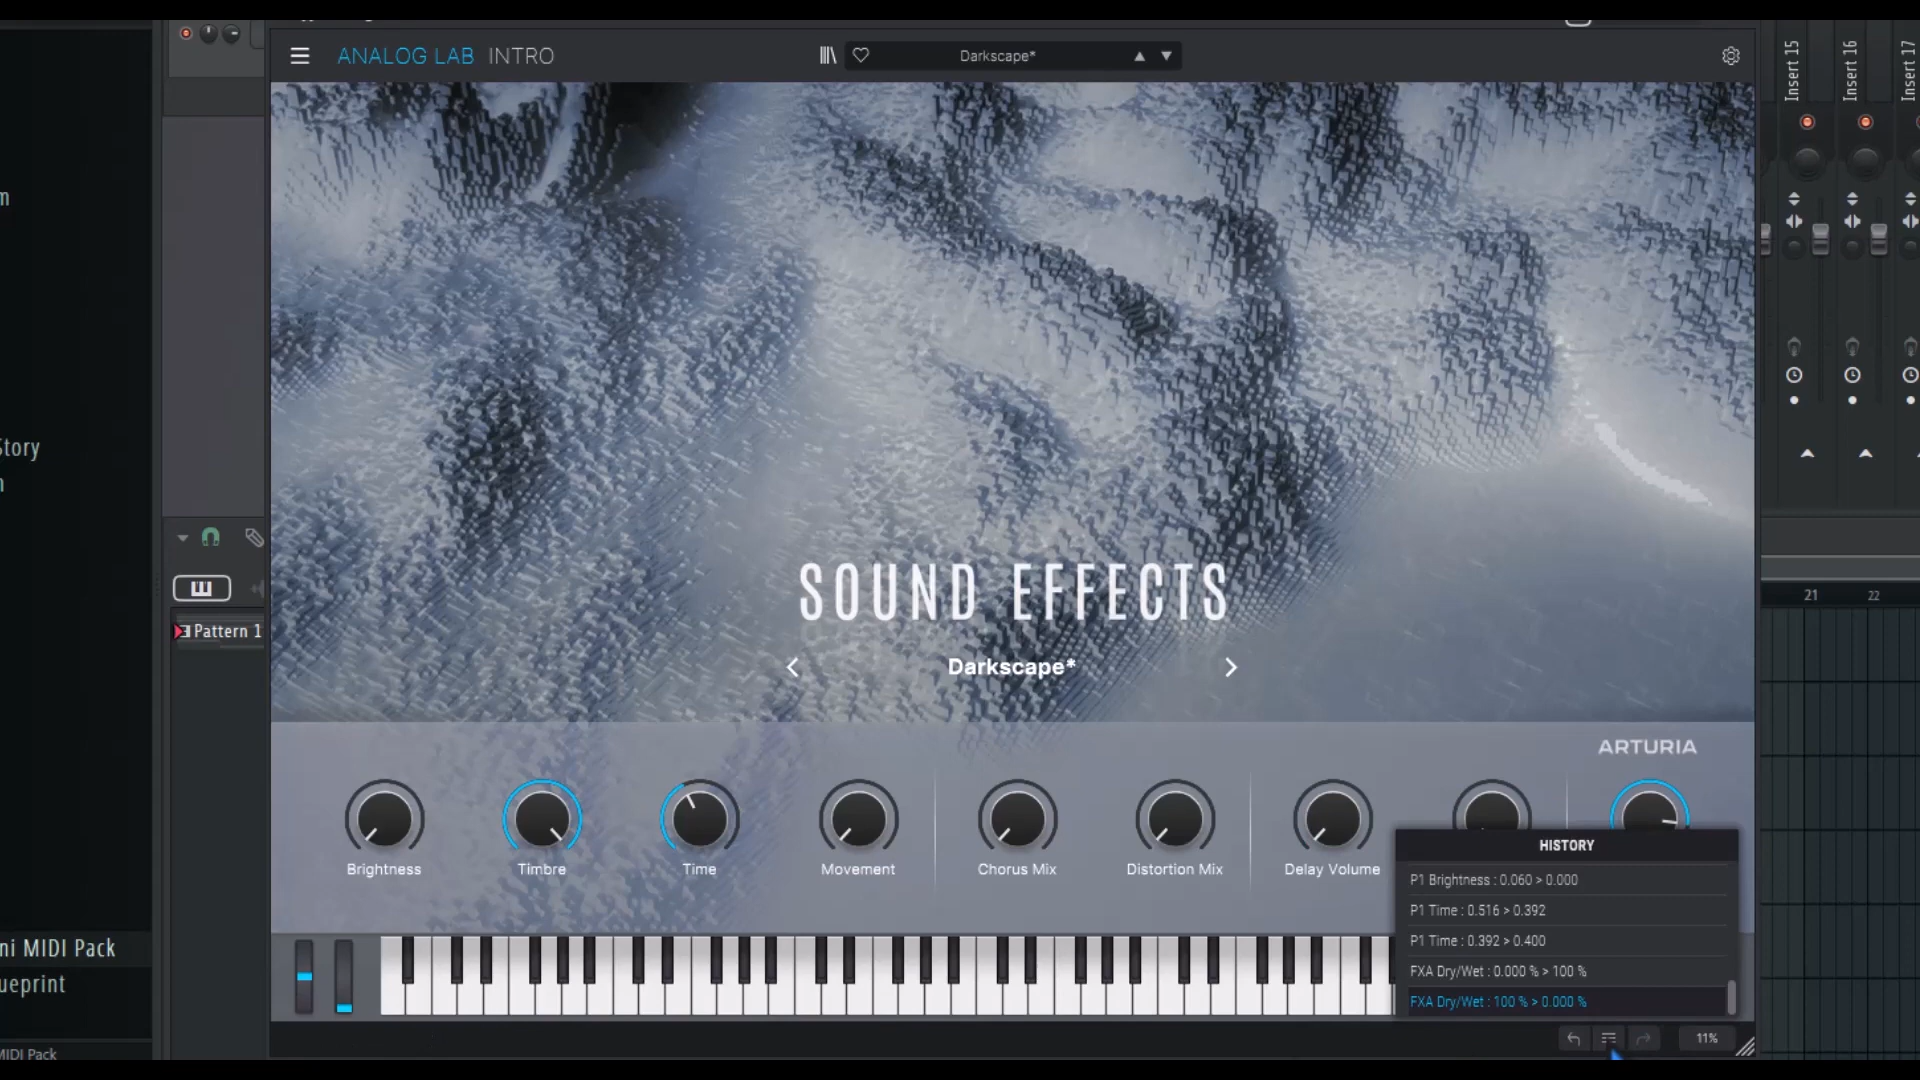 ANALOG LAB INTRO
Darkscape*
Insert 15
Insert 16
Insert 17
Story
SOUND EFFECTS
Darkscape*
Pattern 1
21
22
ARTURIA
Brightness
Timbre
Time
Movement
Chorus Mix
Distortion Mix
Delay Volume
HISTORY
P1 Brightness : 0.060 > 0.000
P1 Time : 0.516 > 0.392
P1 Time : 0.392 > 0.400
FXA Dry/Wet : 0.000 % > 100 %
FXA Dry/Wet : 100 % > 0.000 %
ni MIDI Pack
ueprint
MIDI Pack
11%